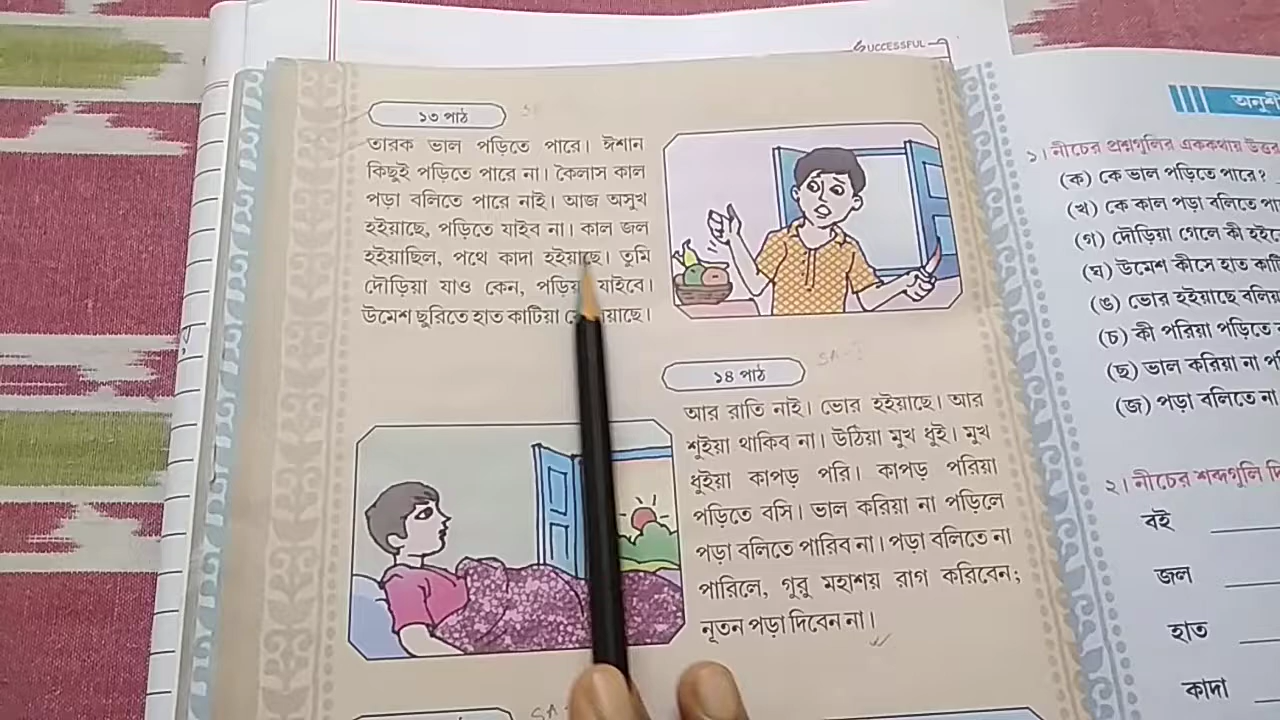 SUCCESSFUL
১৩ পাঠ
তারক ভাল পড়িতে পারে। ঈশান
কিছুই পড়িতে পারে না। কৈলাস কাল
পড়া বলিতে পারে নাই। আজ অসুখ
হইয়াছে, পড়িতে যাইব না। কাল জল
হইয়াছিল, পথে কাদা হইয়াছে। তুমি
দৌড়িয়া যাও কেন, পড়িয়া যাইবে।
উমেশ ছুরিতে হাত কাটিয়া
১৪ পাঠ
আর রাতি নাই। ভোর হইয়াছে। আর
শুইয়া থাকিব না। উঠিয়া মুখ ধুই। মুখ
ধুইয়া কাপড় পরি। কাপড় পরিয়া
পড়িতে বসি। ভাল করিয়া না পড়িলে
পড়া বলিতে পারিব না। পড়া বলিতে না
পারিলে, গুরু মহাশয় রাগ করিবেন;
নূতন পড়া দিবেন না।
১। নীচের প্রশ্নগুলির এককথায় উত্তর
(ক) কে ভাল পড়িতে পারে?
(খ) কে কাল পড়া বলিতে
(গ) দৌড়িয়া গেলে কী
(ঘ) উমেশ কীসে হাত
(ঙ) ভোর হইয়াছে বলিয়া
(চ) কী পরিয়া পড়িতে
(ছ) ভাল করিয়া না
(জ) পড়া বলিতে না
২। নীচের শব্দগুলি
বই
জল
হাত
কাদা